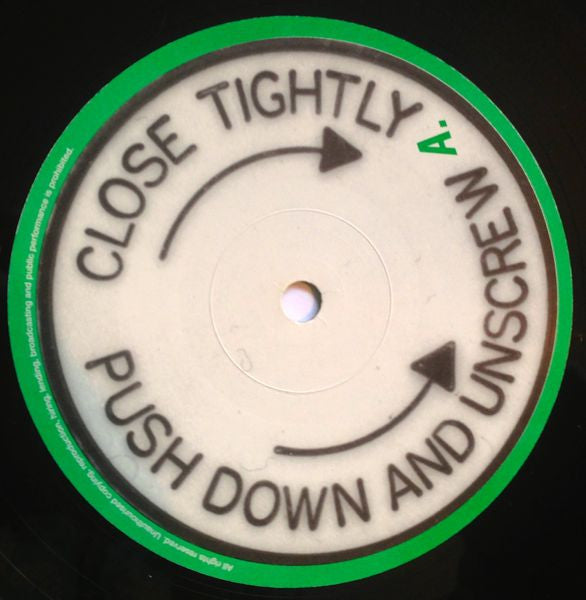 CLOSE TIGHTLY
A.
PUSH DOWN AND UNSCREW
All rights reserved. Unauthorised copying, reproduction, hiring, lending, broadcasting and public performance is prohibited.